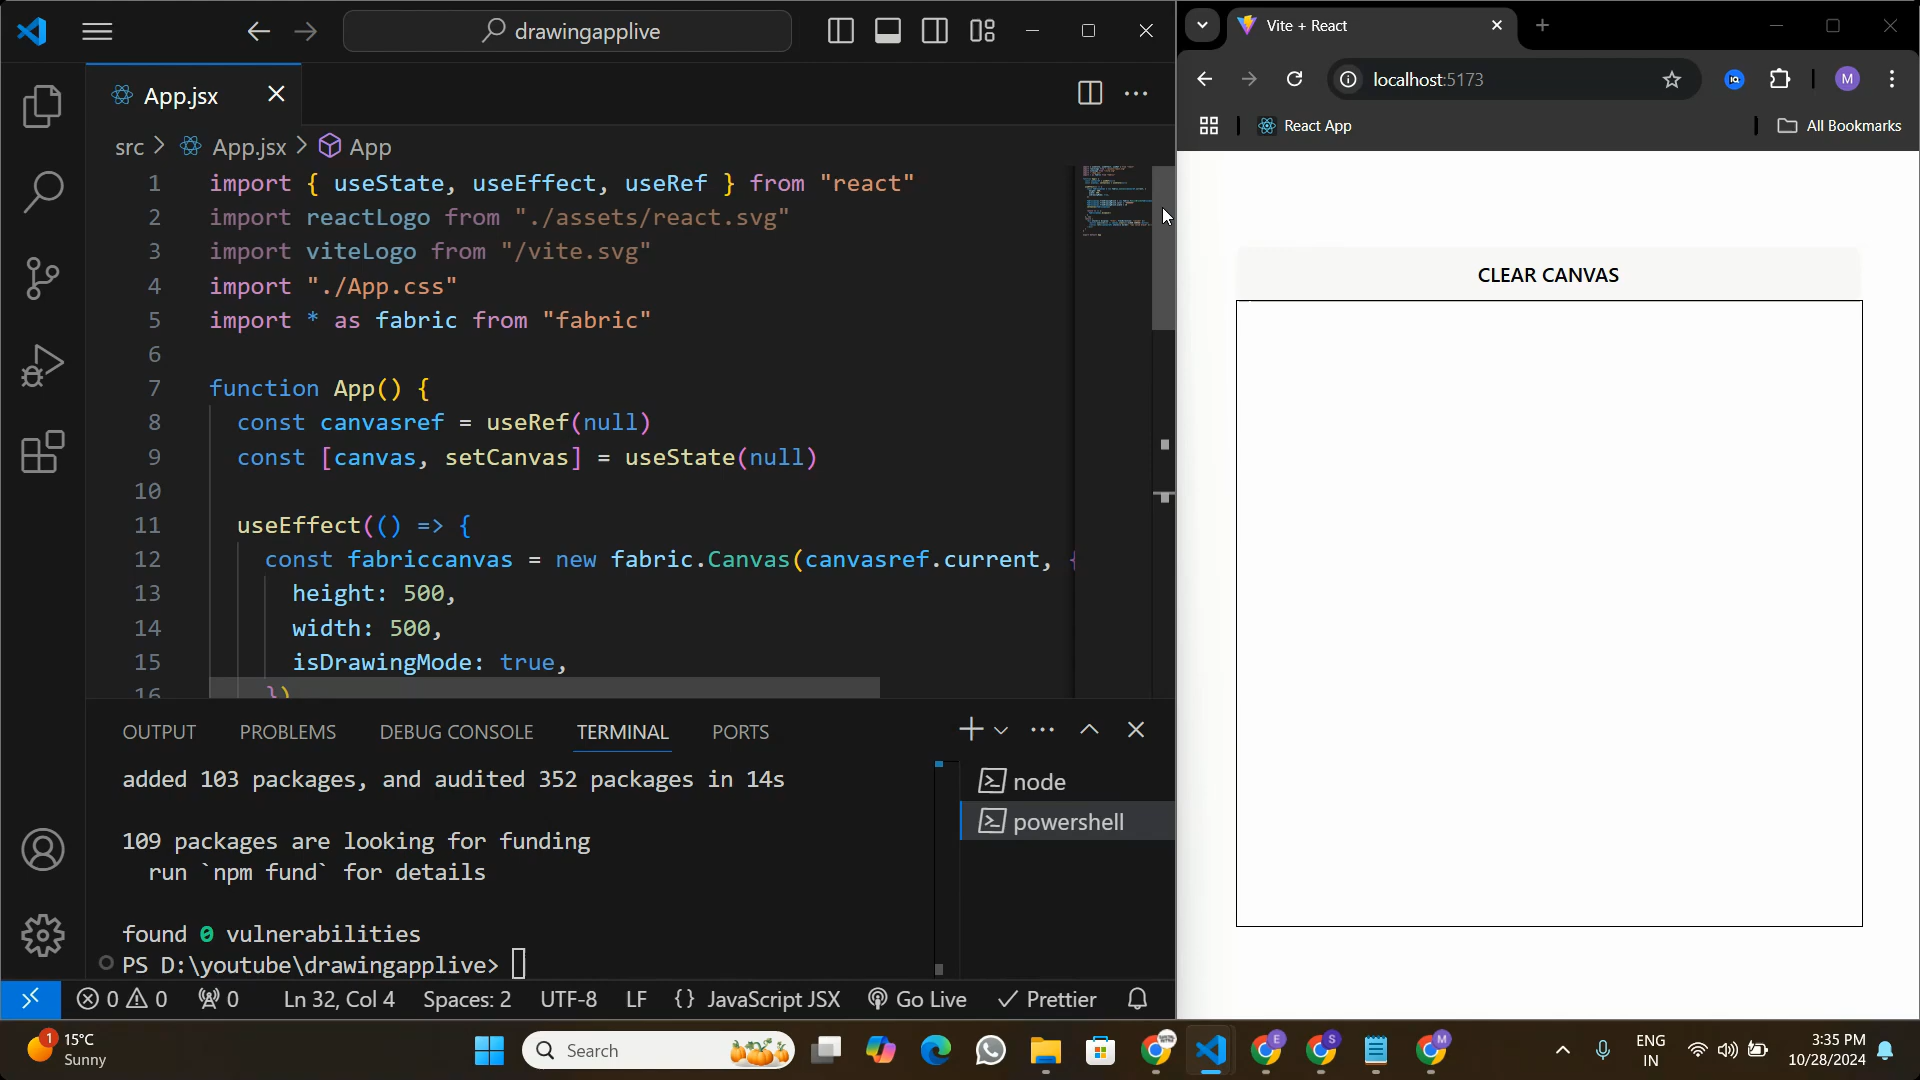 drawingapplive
App.jsx
src > App.jsx > App
1 import { useState, useEffect, useRef } from "react"
2 import reactLogo from "./assets/react.svg"
3 import viteLogo from "/vite.svg"
4 import "./App.css"
5 import * as fabric from "fabric"
6
7 function App() {
8 const canvasref = useRef(null)
9 const [canvas, setCanvas] = useState(null)
10
11 useEffect(() => {
12 const fabriccanvas = new fabric.Canvas(canvasref.current, {
13 height: 500,
14 width: 500,
15 isDrawingMode: true,
16 })
OUTPUT PROBLEMS DEBUG CONSOLE TERMINAL PORTS
added 103 packages, and audited 352 packages in 14s
109 packages are looking for funding
run `npm fund` for details
found 0 vulnerabilities
PS D:\youtube\drawingapplive>
node
powershell
0 0 0 Ln 32, Col 4 Spaces: 2 UTF-8 LF {} JavaScript JSX Go Live Prettier
Vite + React
localhost:5173
M
React App
All Bookmarks
CLEAR CANVAS
1
15°C
Sunny
Search
E
S
M
ENG
IN
3:35 PM
10/28/2024